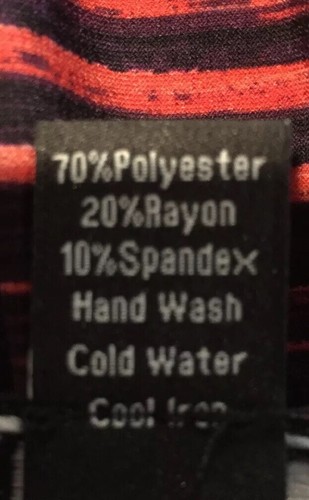 70%Polyester
20%Rayon
10%Spandex
Hand Wash
Cold Water
Cool Iron